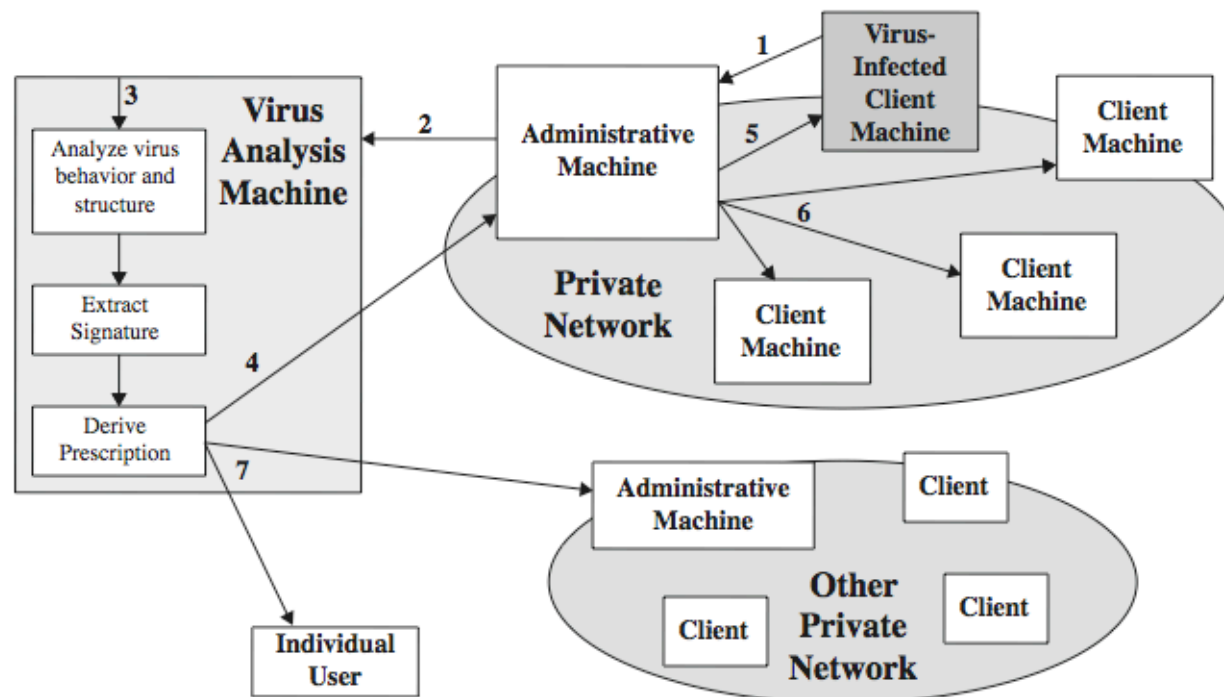 3
Virus
Analysis
Machine
Analyze virus
behavior and
structure
Extract
Signature
Derive
Prescription
2
4
7
1
Administrative
Machine
5
Virus-
Infected
Client
Machine
Client
Machine
6
Client
Machine
Client
Machine
Private
Network
Administrative
Machine
Client
Client
Client
Other
Private
Network
Individual
User